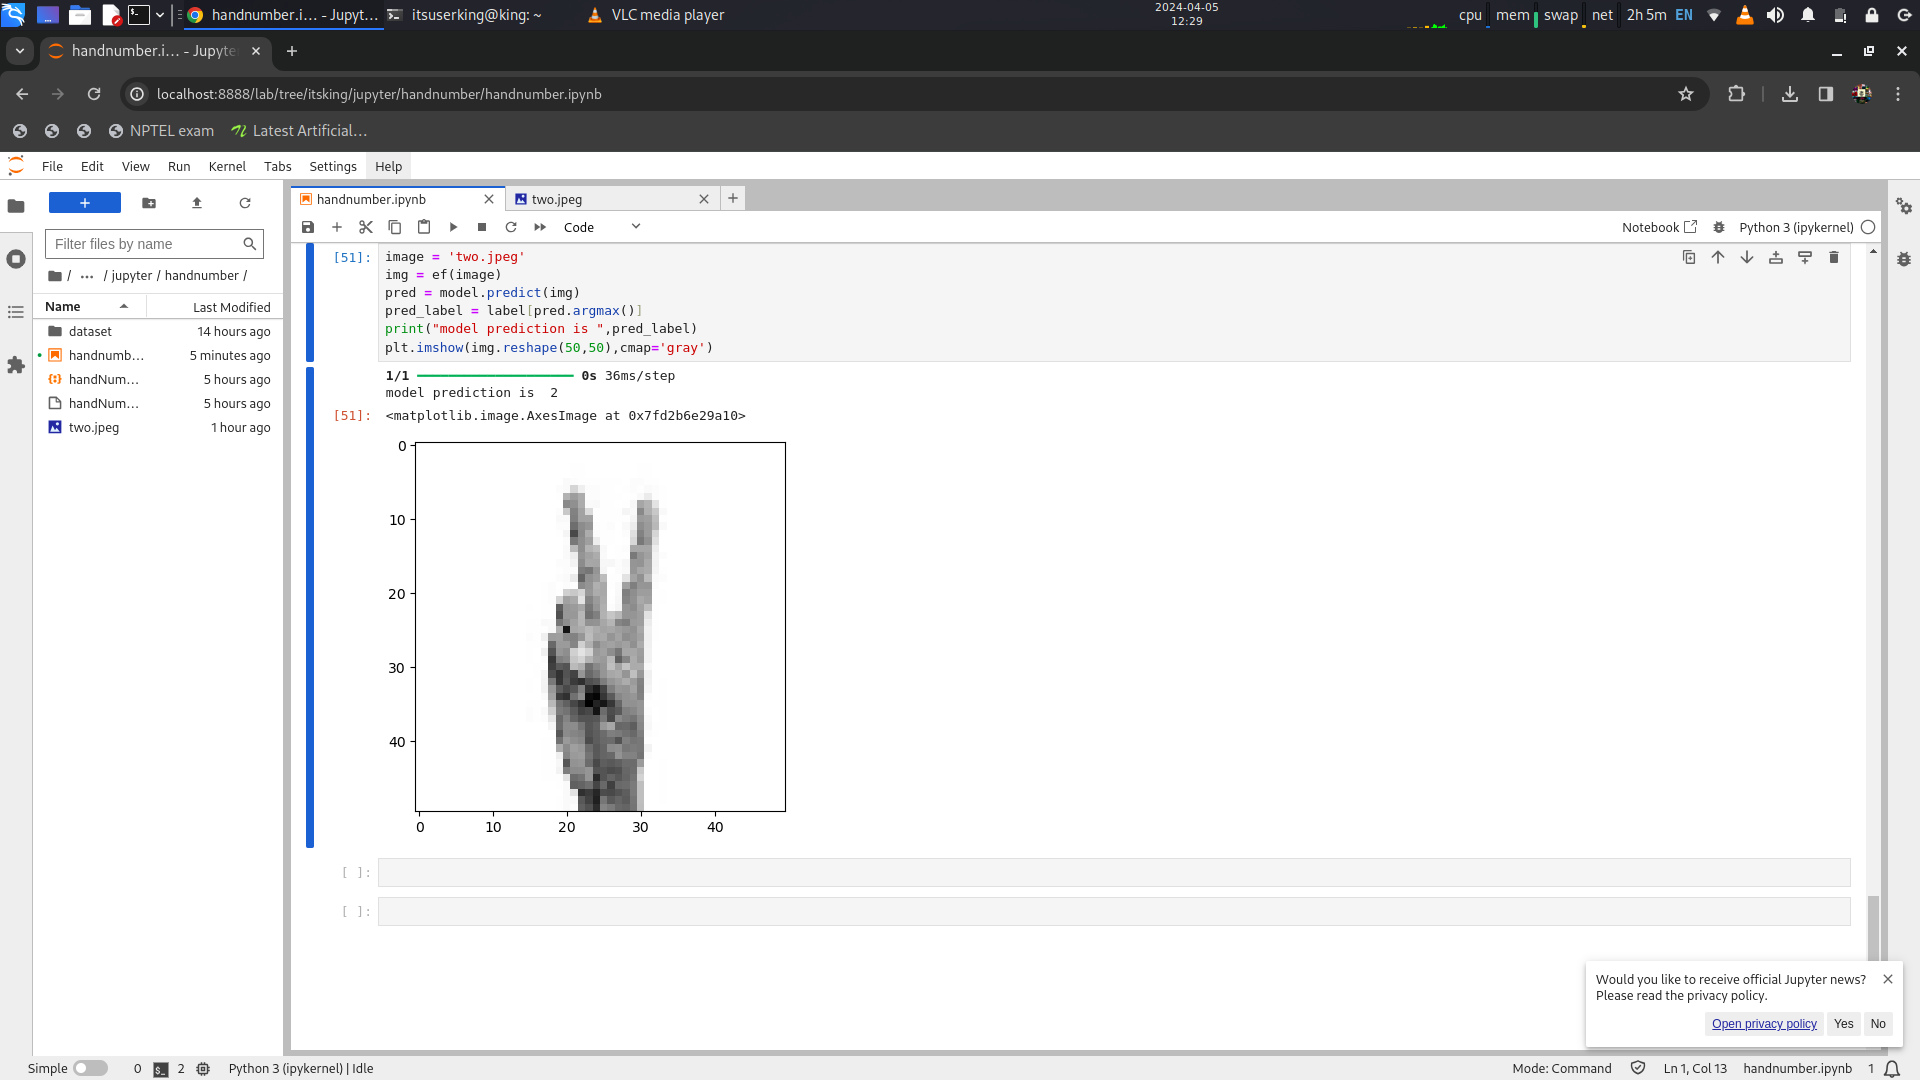 handnumber.i... - Jupyt...
itsuserking@king: ~
VLC media player
2024-04-05
12:29
cpu
mem
swap
net
2h 5m
EN
handnumber.i... - Jupyte
localhost:8888/lab/tree/itsking/jupyter/handnumber/handnumber.ipynb
NPTEL exam
Latest Artificial...
File
Edit
View
Run
Kernel
Tabs
Settings
Help
handnumber.ipynb
two.jpeg
Filter files by name
/ ... / jupyter / handnumber /
Name
Last Modified
dataset 14 hours ago
handnumb... 5 minutes ago
handNum... 5 hours ago
handNum... 5 hours ago
two.jpeg 1 hour ago
Code
Notebook
Python 3 (ipykernel)
[51]: image = 'two.jpeg'
img = ef(image)
pred = model.predict(img)
pred_label = label[pred.argmax()]
print("model prediction is ",pred_label)
plt.imshow(img.reshape(50,50),cmap='gray')
1/1 ━━━━━━━━━━━━━━━━━━━━ 0s 36ms/step
model prediction is  2
[51]: <matplotlib.image.AxesImage at 0x7fd2b6e29a10>
0
10
20
30
40
0 10 20 30 40
[ ]:
[ ]:
Would you like to receive official Jupyter news?
Please read the privacy policy.
Open privacy policy
Yes
No
Simple
0
2
Python 3 (ipykernel) | Idle
Mode: Command
Ln 1, Col 13
handnumber.ipynb
1